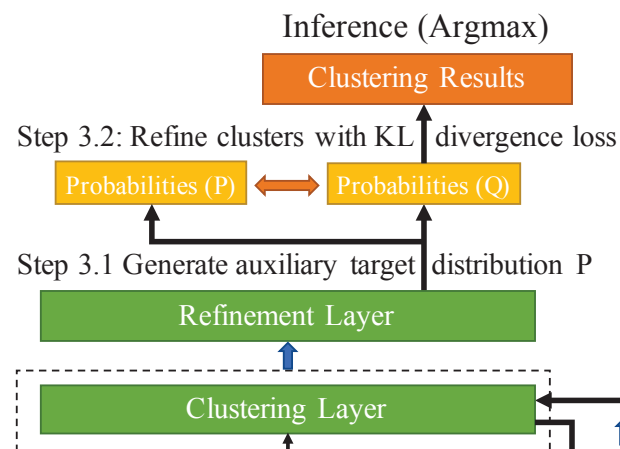 Inference (Argmax)
Clustering Results
Step 3.2: Refine clusters with KL divergence loss
Probabilities (P)
Probabilities (Q)
Step 3.1 Generate auxiliary target distribution P
Refinement Layer
Clustering Layer